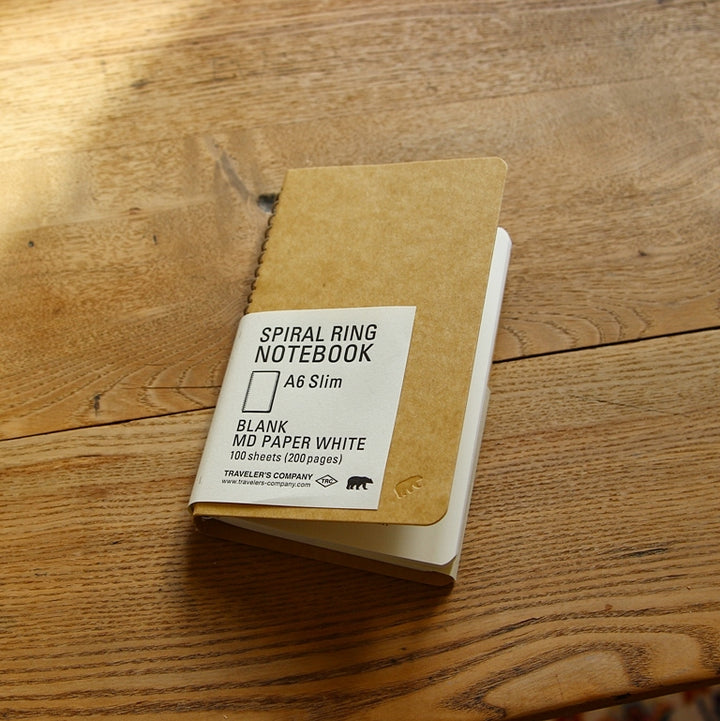 SPIRAL RING
NOTEBOOK
A6 Slim
BLANK
MD PAPER WHITE
100 sheets (200 pages)
TRAVELER'S COMPANY
www.travelers-company.com
TRC